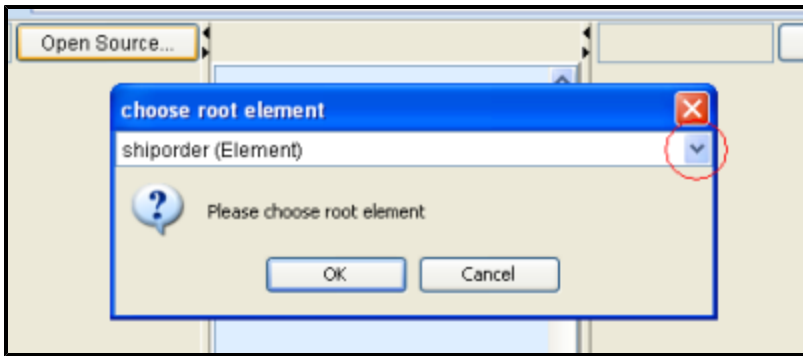 Open Source...
choose root element
shiporder (Element)
Please choose root element
OK
Cancel